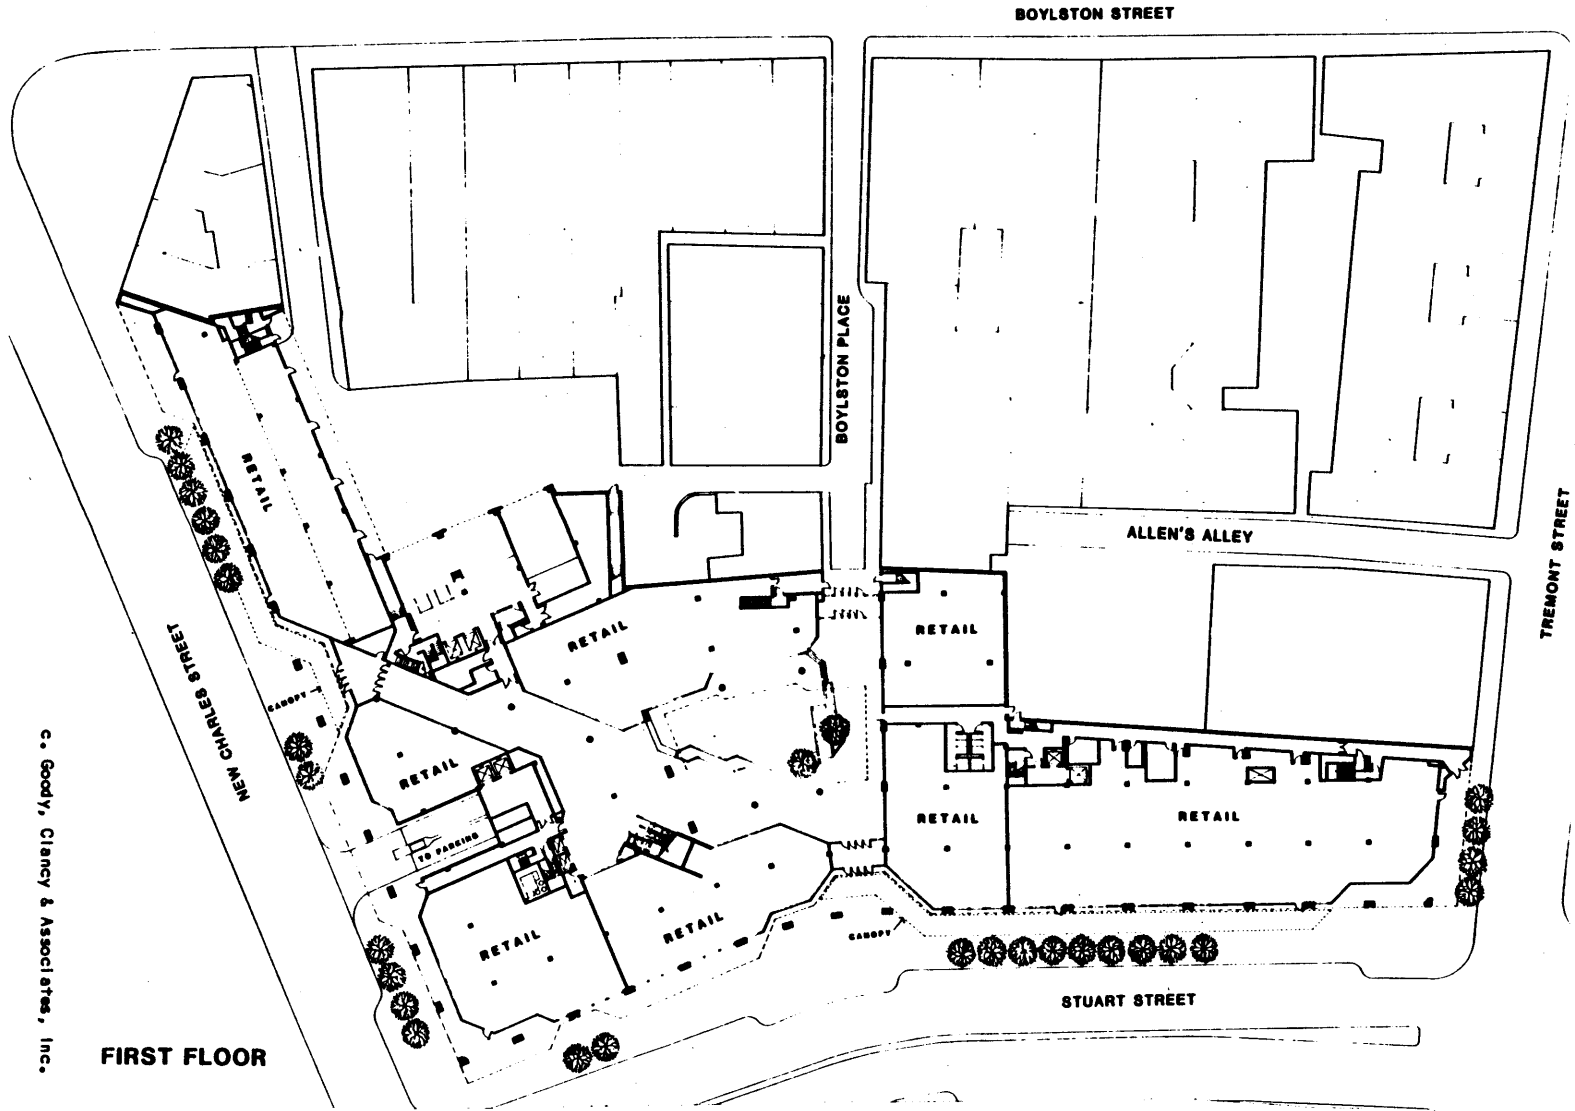 BOYLSTON STREET
BOYLSTON PLACE
ALLEN'S ALLEY
TREMONT STREET
RETAIL
RETAIL
RETAIL
NEW CHARLES STREET
CANOPY
RETAIL
RETAIL
RETAIL
TO PARKING
RETAIL
RETAIL
CANOPY
STUART STREET
c. Goody, Clancy & Associates, Inc.
FIRST FLOOR